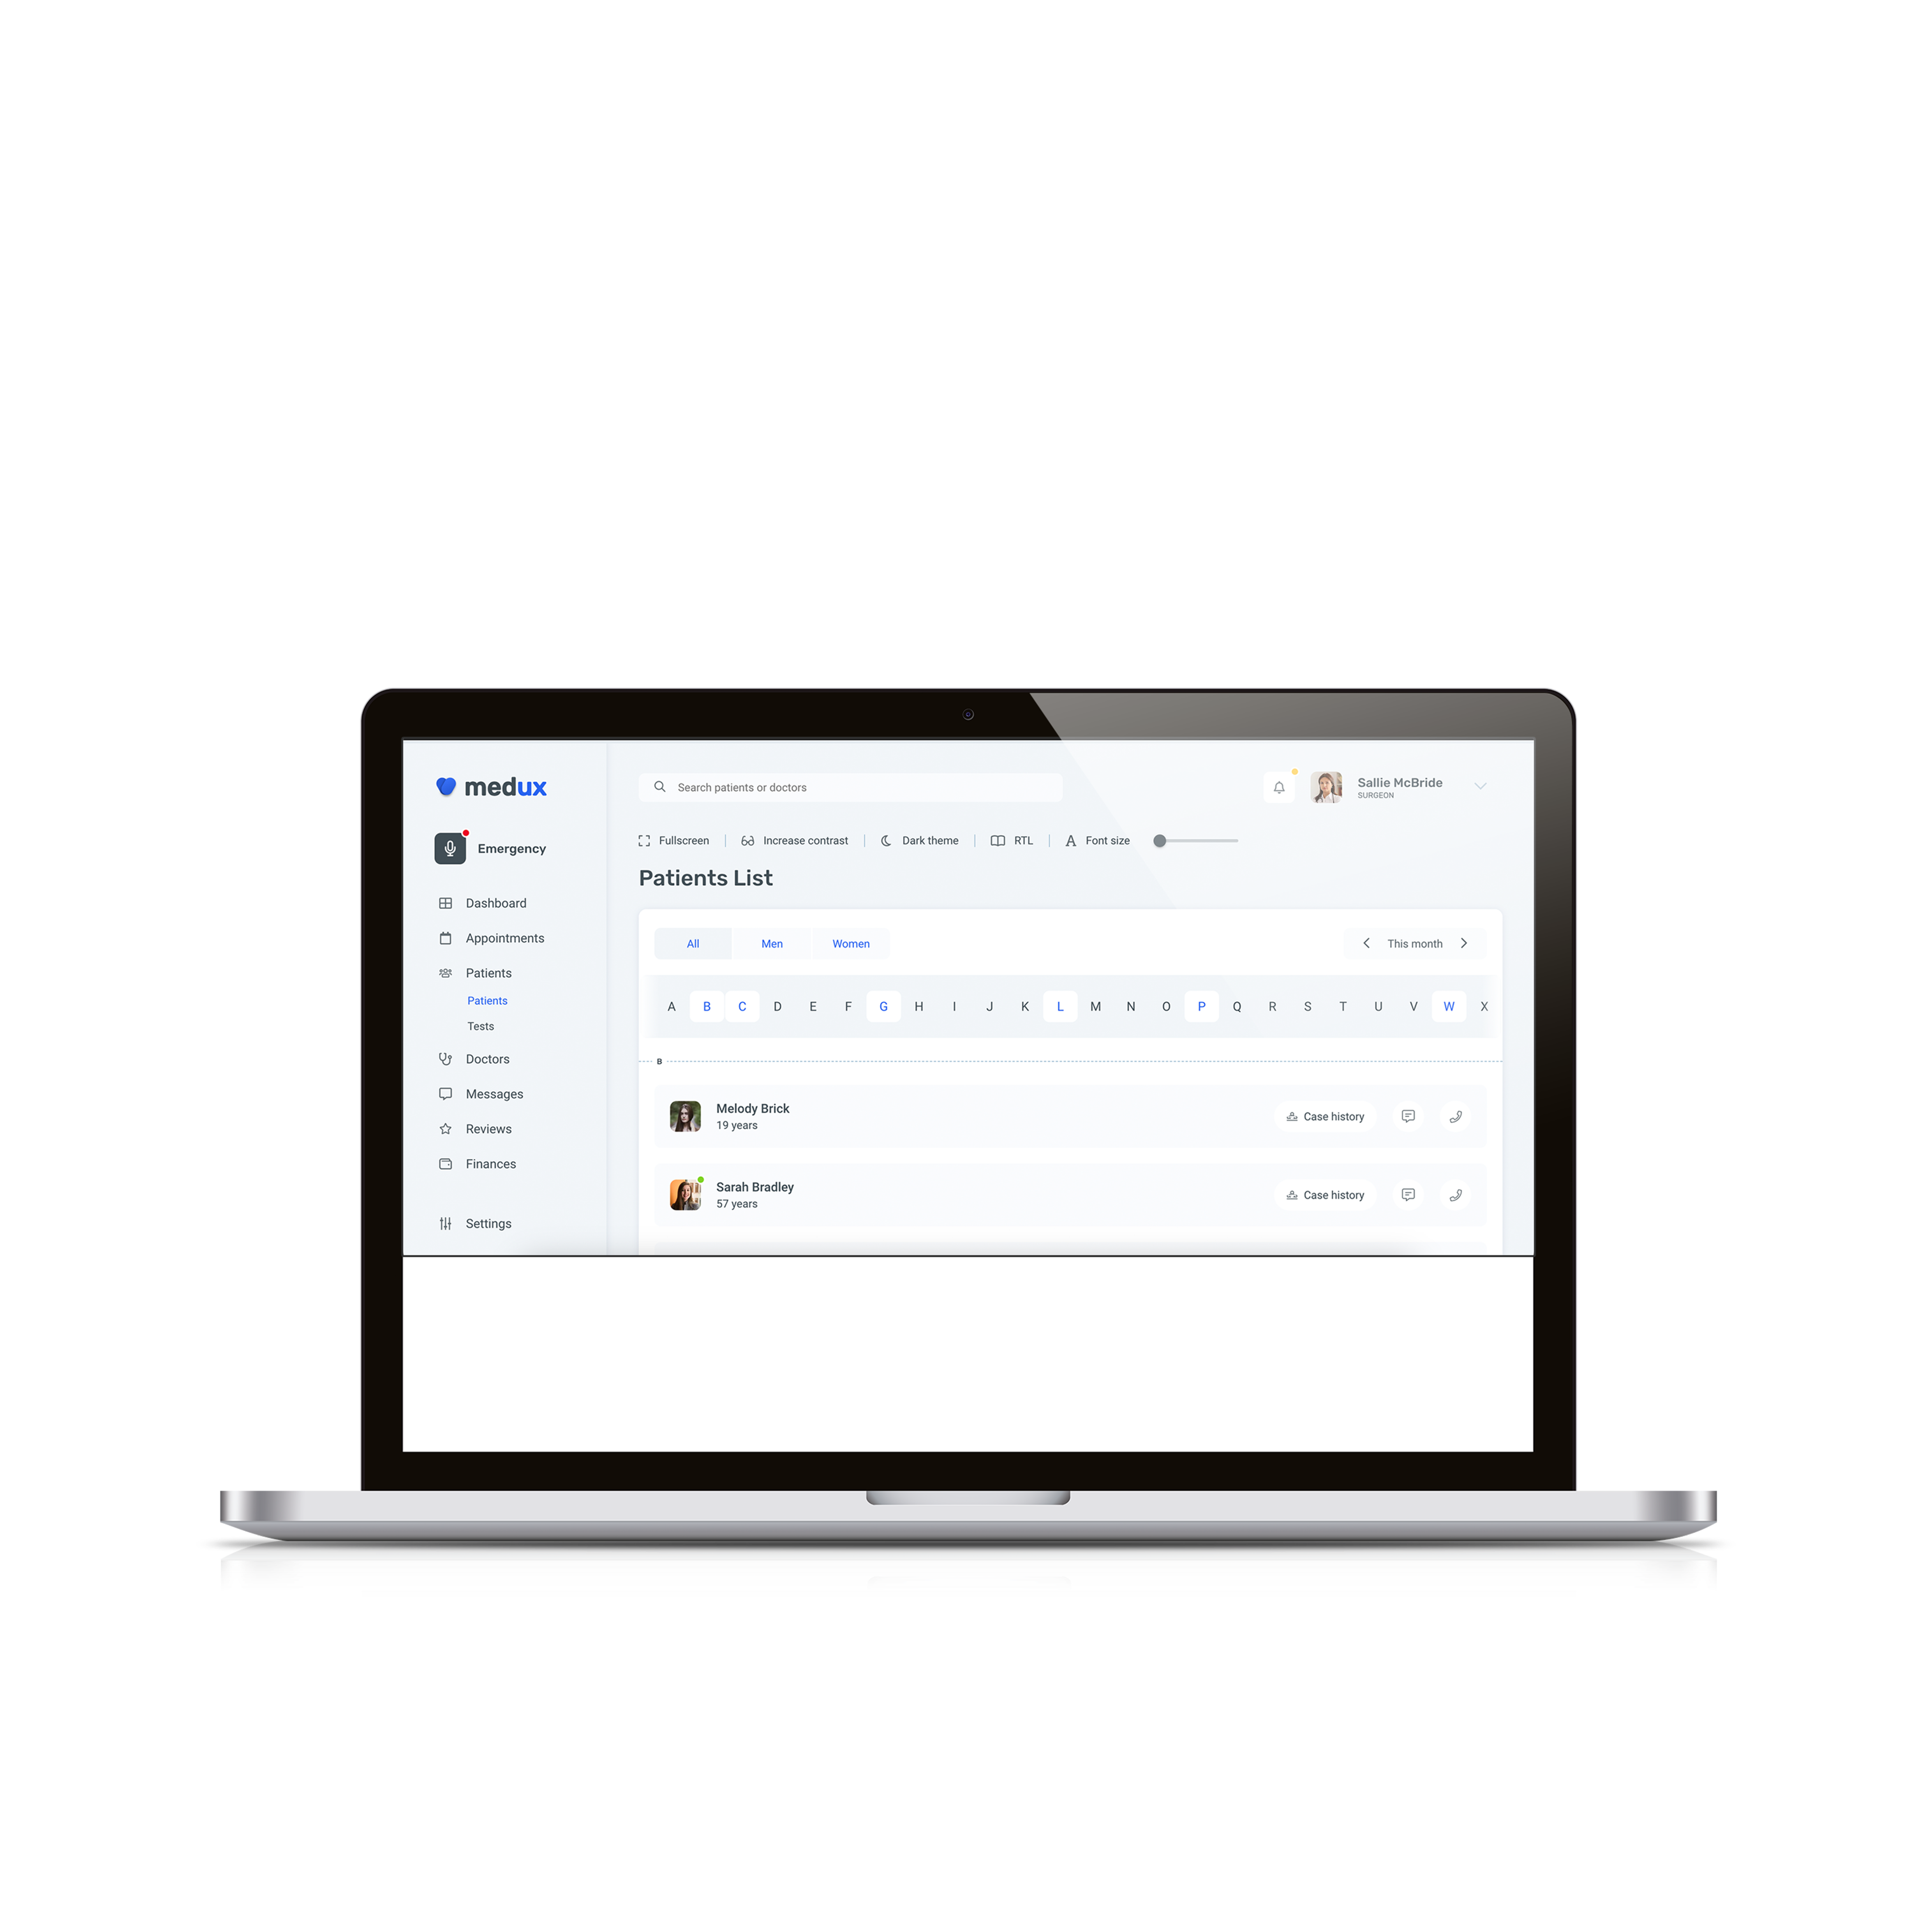 medux
Search patients or doctors
Sallie McBride
SURGEON
Emergency
Fullscreen
Increase contrast
Dark theme
RTL
A Font size
Patients List
Dashboard
Appointments
Patients
Patients
Tests
Doctors
Messages
Reviews
Finances
Settings
All Men Women
This month
A B C D E F G H I J K L M N O P Q R S T U V W X
B
Melody Brick
19 years
Case history
Sarah Bradley
57 years
Case history